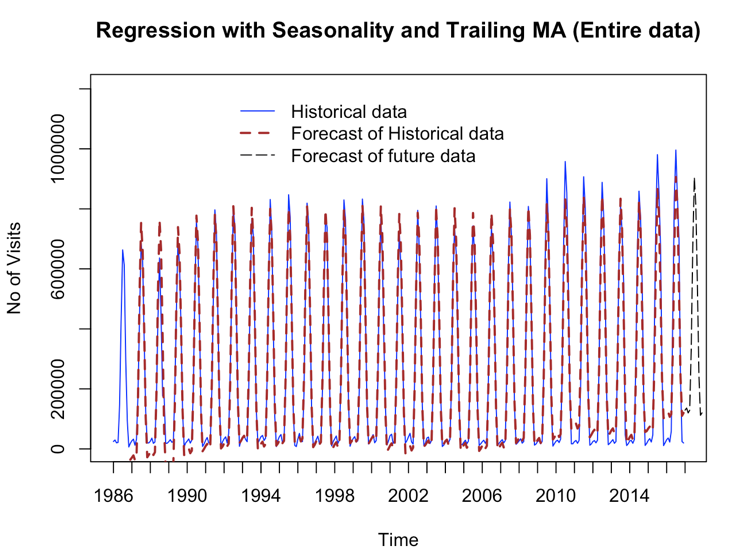 Regression with Seasonality and Trailing MA (Entire data)
Historical data
Forecast of Historical data
Forecast of future data
No of Visits
1000000
600000
200000
0
1986 1990 1994 1998 2002 2006 2010 2014
Time